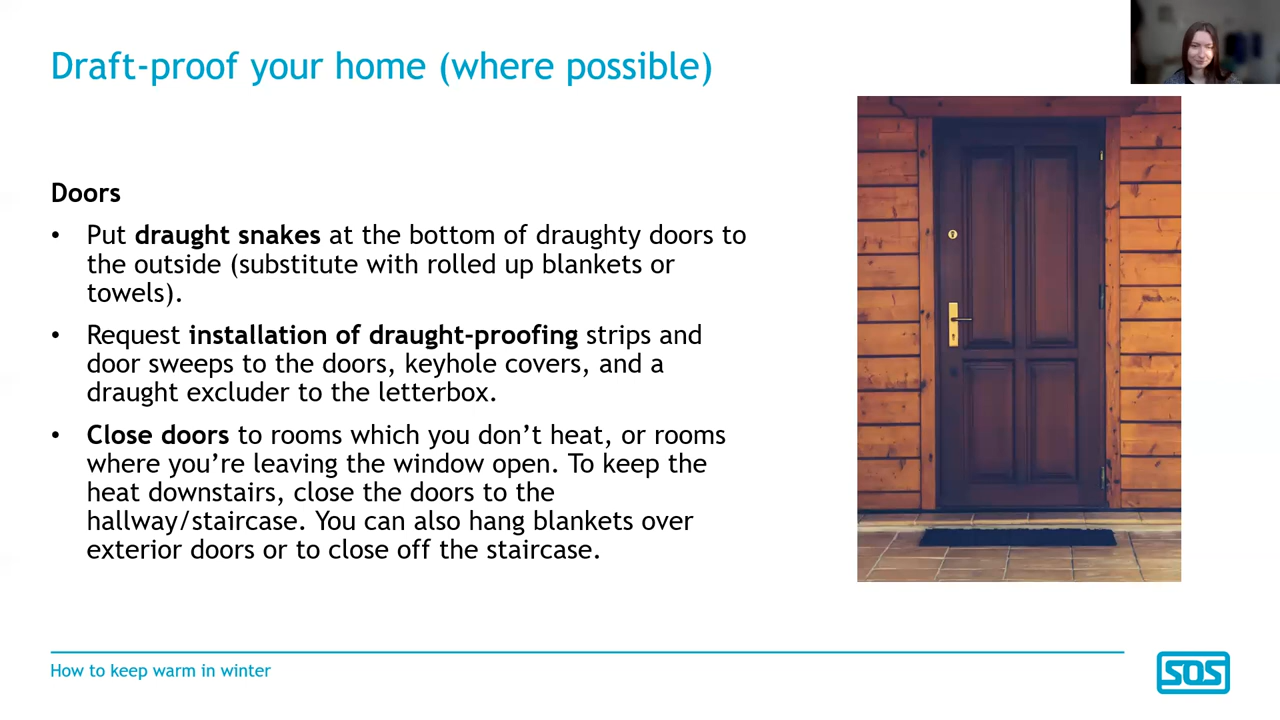 Draft-proof your home (where possible)
Doors
• Put draught snakes at the bottom of draughty doors to
the outside (substitute with rolled up blankets or
towels).
• Request installation of draught-proofing strips and
door sweeps to the doors, keyhole covers, and a
draught excluder to the letterbox.
• Close doors to rooms which you don’t heat, or rooms
where you’re leaving the window open. To keep the
heat downstairs, close the doors to the
hallway/staircase. You can also hang blankets over
exterior doors or to close off the staircase.
How to keep warm in winter
SOS